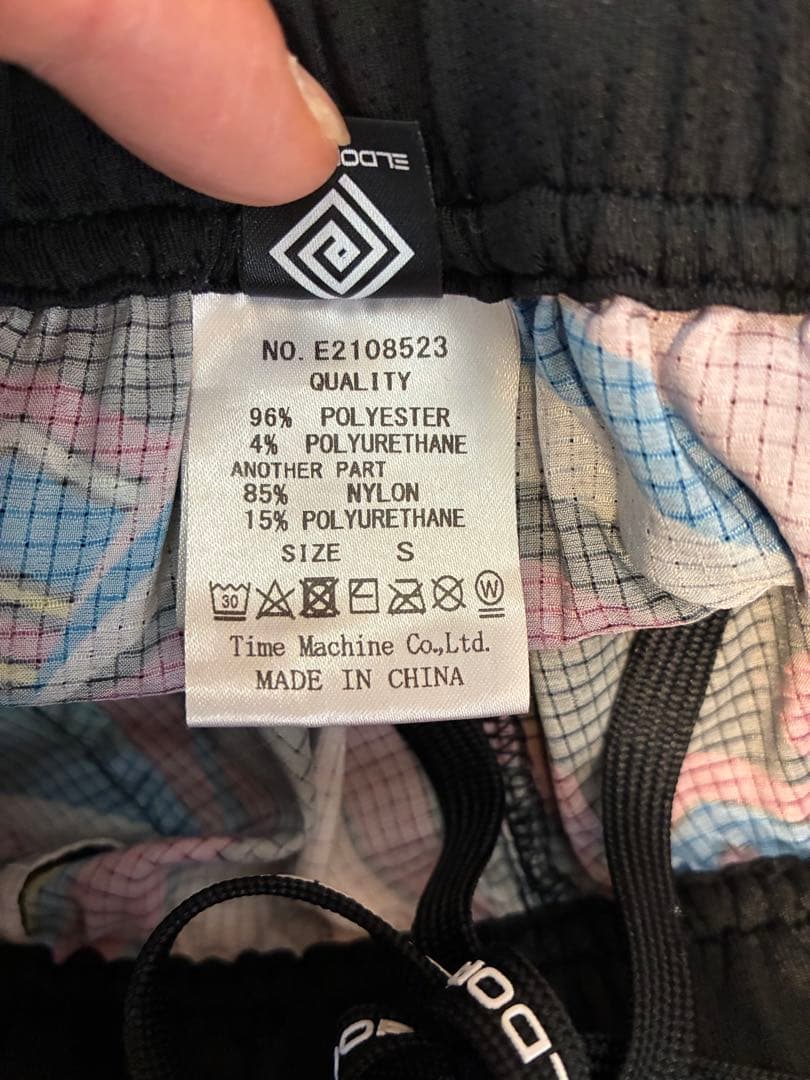 NO. E2108523
QUALITY
96% POLYESTER
4% POLYURETHANE
ANOTHER PART
85% NYLON
15% POLYURETHANE
SIZE S
30
W
Time Machine Co.,Ltd.
MADE IN CHINA